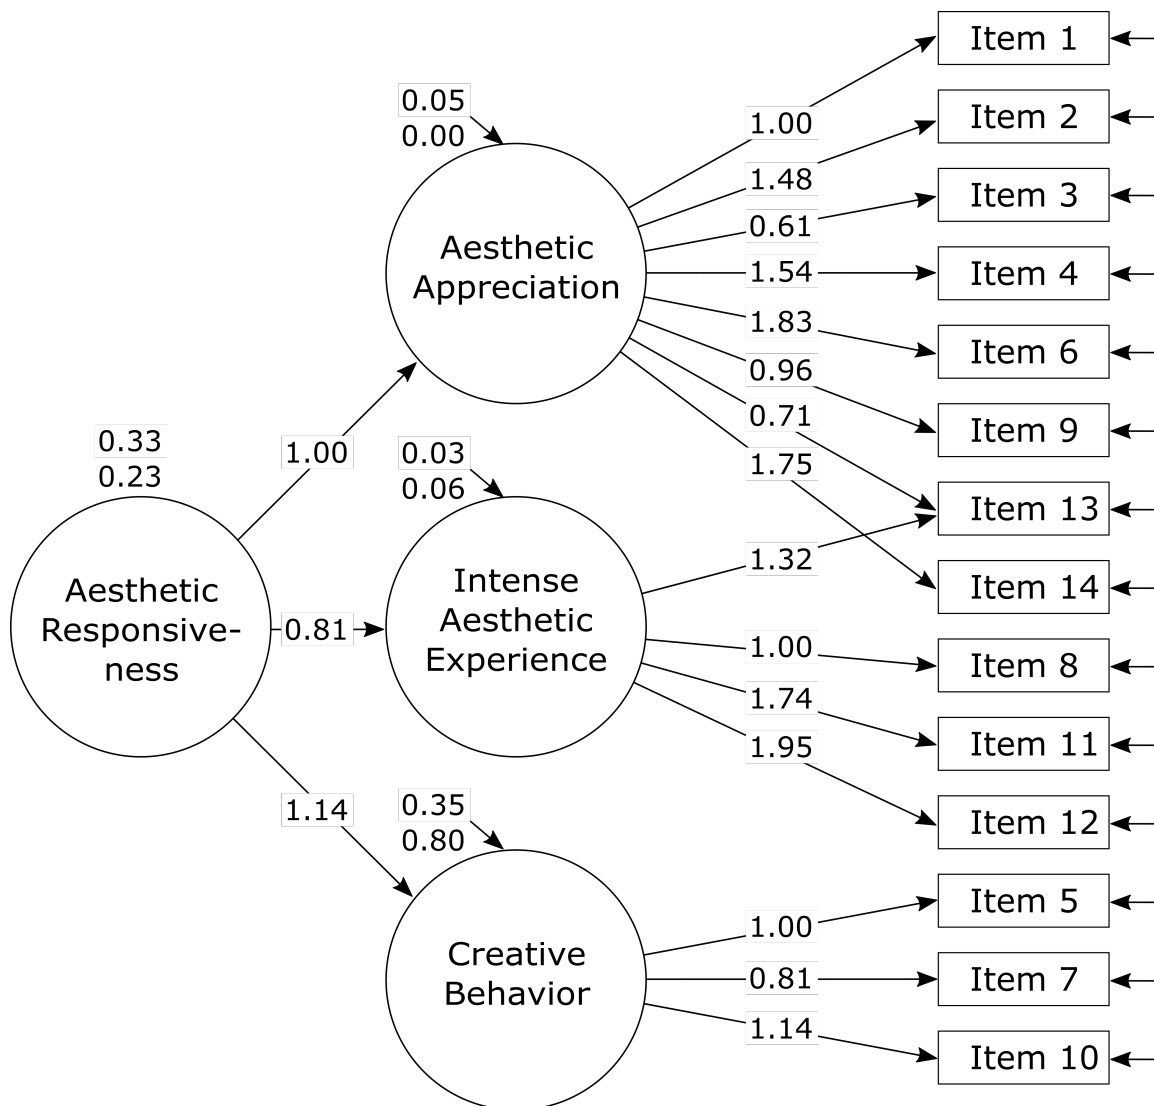 Item 1
0.05
0.00
1.00
Item 2
1.48
Item 3
0.61
Aesthetic
Appreciation
1.54
Item 4
1.83
Item 6
0.96
0.71
Item 9
0.33
0.23
1.00
0.03
0.06
1.75
Item 13
1.32
Item 14
Aesthetic
Responsive-
ness
0.81
Intense
Aesthetic
Experience
1.00
Item 8
1.74
Item 11
1.95
1.14
0.35
0.80
Item 12
Item 5
1.00
Creative
Behavior
0.81
Item 7
1.14
Item 10